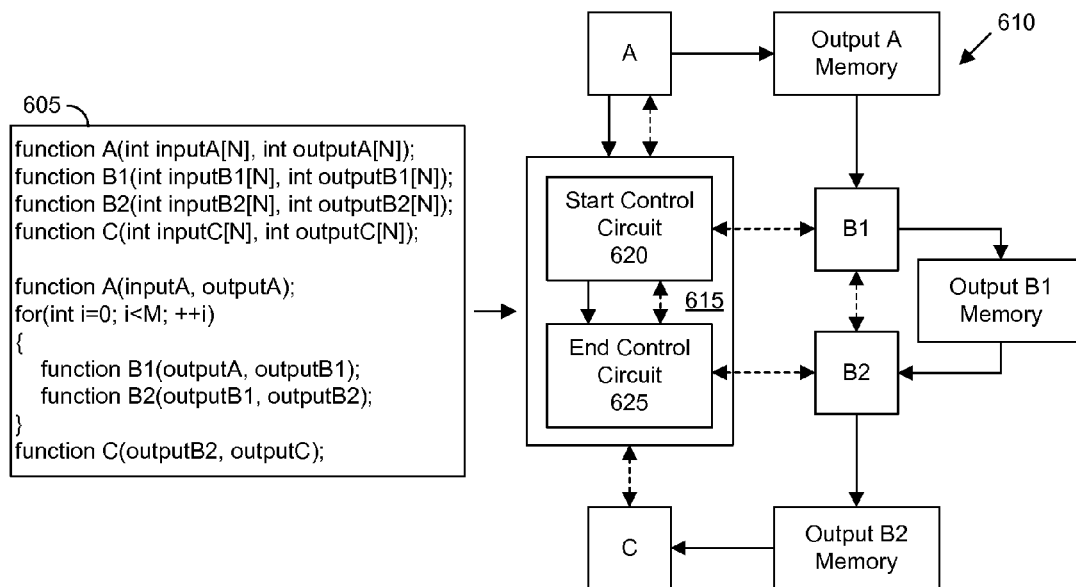 605
function A(int inputA[N], int outputA[N]);
function B1(int inputB1[N], int outputB1[N]);
function B2(int inputB2[N], int outputB2[N]);
function C(int inputC[N], int outputC[N]);
function A(inputA, outputA);
for(int i=0; i<M; ++i)
{
function B1(outputA, outputB1);
function B2(outputB1, outputB2);
}
function C(outputB2, outputC);
610
A
Output A
Memory
Start Control
Circuit
620
615
End Control
Circuit
625
B1
Output B1
Memory
B2
C
Output B2
Memory